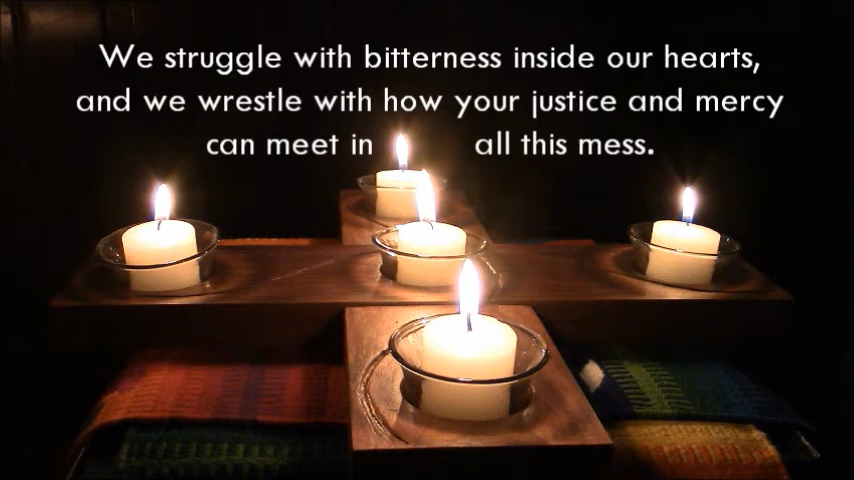 We struggle with bitterness inside our hearts,
and we wrestle with how your justice and mercy
can meet in all this mess.